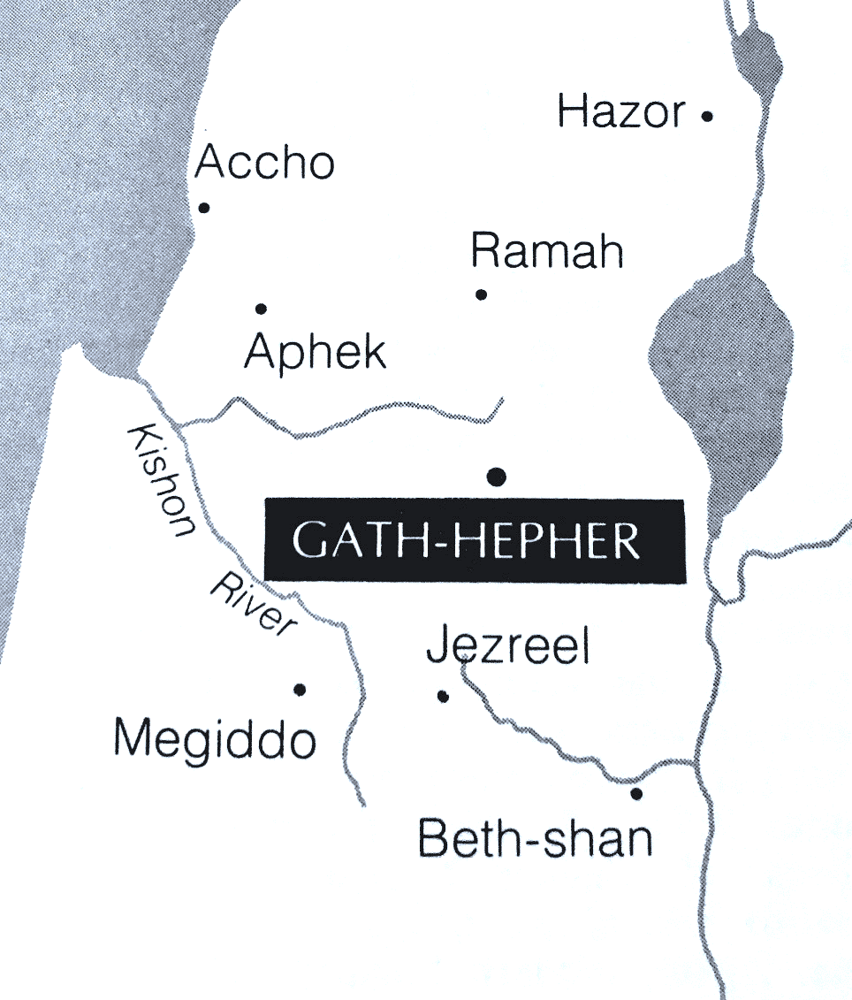 Hazor
Accho
Ramah
Aphek
Kishon
River
GATH-HEPHER
Jezreel
Megiddo
Beth-shan